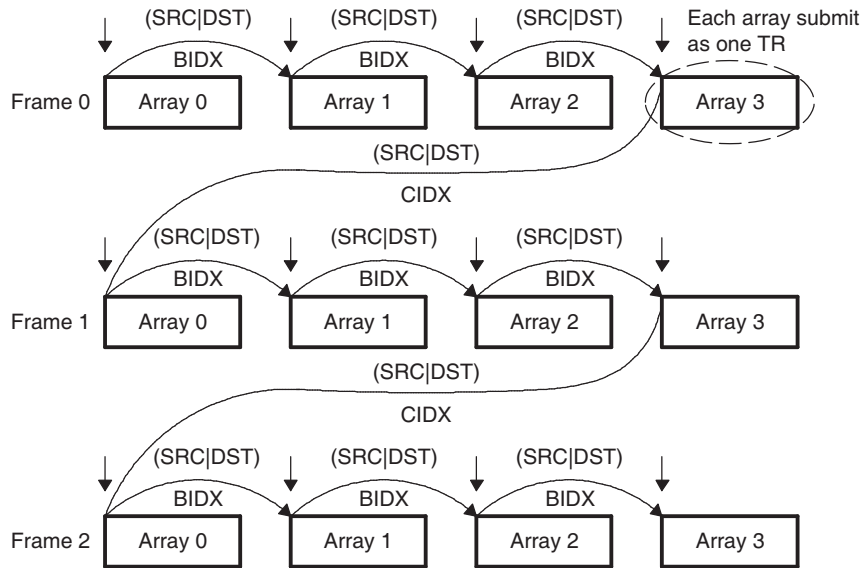 (SRC|DST) (SRC|DST) (SRC|DST) Each array submit
as one TR
BIDX BIDX BIDX
Frame 0 Array 0 Array 1 Array 2 Array 3
(SRC|DST)
CIDX
(SRC|DST) (SRC|DST) (SRC|DST)
BIDX BIDX BIDX
Frame 1 Array 0 Array 1 Array 2 Array 3
(SRC|DST)
CIDX
(SRC|DST) (SRC|DST) (SRC|DST)
BIDX BIDX BIDX
Frame 2 Array 0 Array 1 Array 2 Array 3